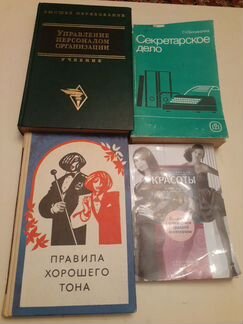 ВЫСШЕЕ ОБРАЗОВАНИЕ
УПРАВЛЕНИЕ
ПЕРСОНАЛОМ
ОРГАНИЗАЦИИ
УЧЕБНИК
Секретарское
дело
ПРАВИЛА
ХОРОШЕГО
ТОНА
КРАСОТЫ